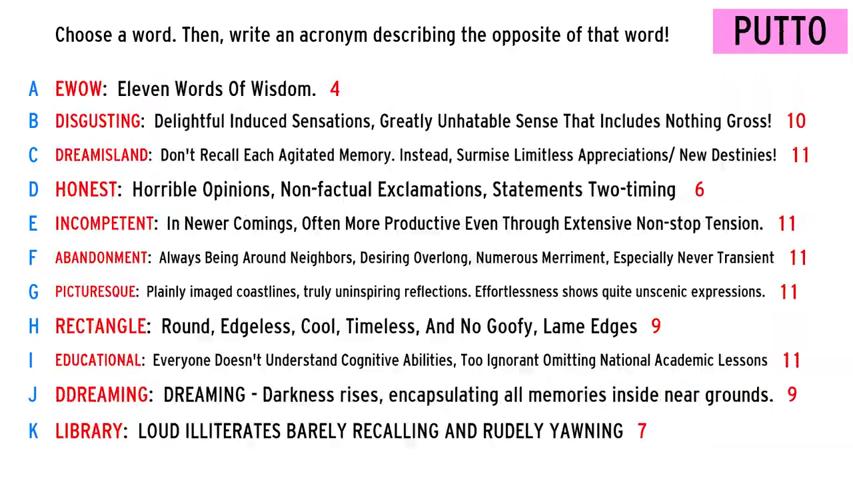 Choose a word. Then, write an acronym describing the opposite of that word!
PUTTO
A EWOW: Eleven Words Of Wisdom. 4
B DISGUSTING: Delightful Induced Sensations, Greatly Unhatable Sense That Includes Nothing Gross! 10
C DREAMISLAND: Don't Recall Each Agitated Memory. Instead, Surmise Limitless Appreciations/ New Destinies! 11
D HONEST: Horrible Opinions, Non-factual Exclamations, Statements Two-timing 6
E INCOMPETENT: In Newer Comings, Often More Productive Even Through Extensive Non-stop Tension. 11
F ABANDONMENT: Always Being Around Neighbors, Desiring Overlong, Numerous Merriment, Especially Never Transient 11
G PICTURESQUE: Plainly imaged coastlines, truly uninspiring reflections. Effortlessness shows quite unscenic expressions. 11
H RECTANGLE: Round, Edgeless, Cool, Timeless, And No Goofy, Lame Edges 9
I EDUCATIONAL: Everyone Doesn't Understand Cognitive Abilities, Too Ignorant Omitting National Academic Lessons 11
J DDREAMING: DREAMING - Darkness rises, encapsulating all memories inside near grounds. 9
K LIBRARY: LOUD ILLITERATES BARELY RECALLING AND RUDELY YAWNING 7